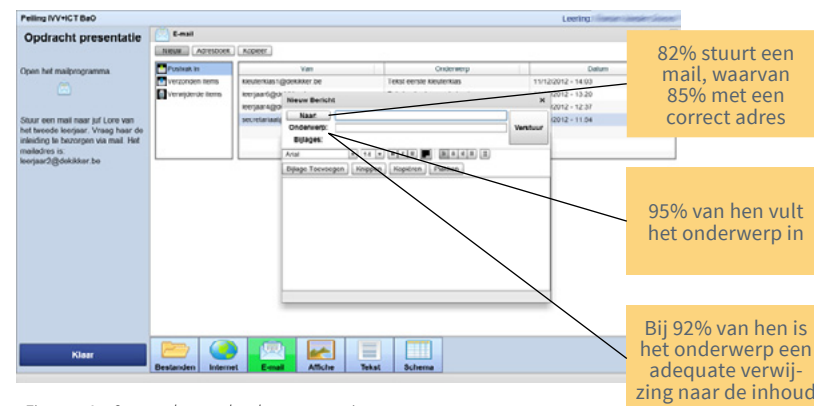 Peiling IVV+ICT BaO
Leerling:
Opdracht presentatie
Open het mailprogramma
Stuur een mail naar juf Lore van
het tweede leerjaar. Vraag haar de
inleiding te bezorgen via mail. Het
mailadres is:
leerjaar2@dekikker.be
Klaar
E-mail
Nieuw Adresboek Kopieer
Postvak in
Verzonden items
Verwijderde items
Van Onderwerp Datum
kleuterklas1@dekikker.be Tekst eerste kleuterklas 11/12/2012 - 14:03
leerjaar5@de 2012 - 13:20
leerjaar4@de 2012 - 12:37
secretariaat@ 2012 - 11:04
Nieuw Bericht ×
Naar:
Onderwerp:
Bijlages:
Verstuur
Arial 14
Bijlage Toevoegen Knippen Kopiëren Plakken
Bestanden Internet E-mail Affiche Tekst Schema
82% stuurt een
mail, waarvan
85% met een
correct adres
95% van hen vult
het onderwerp in
Bij 92% van hen is
het onderwerp een
adequate verwij-
zing naar de inhoud